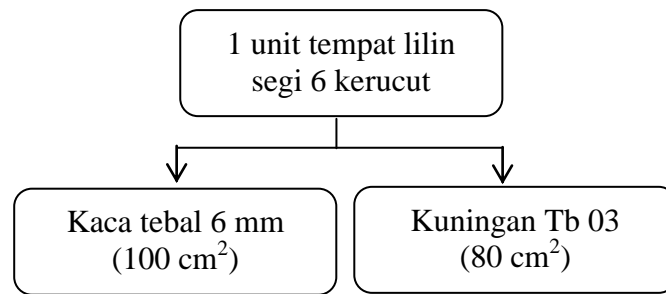 1 unit tempat lilin
segi 6 kerucut
Kaca tebal 6 mm
(100 cm²)
Kuningan Tb 03
(80 cm²)